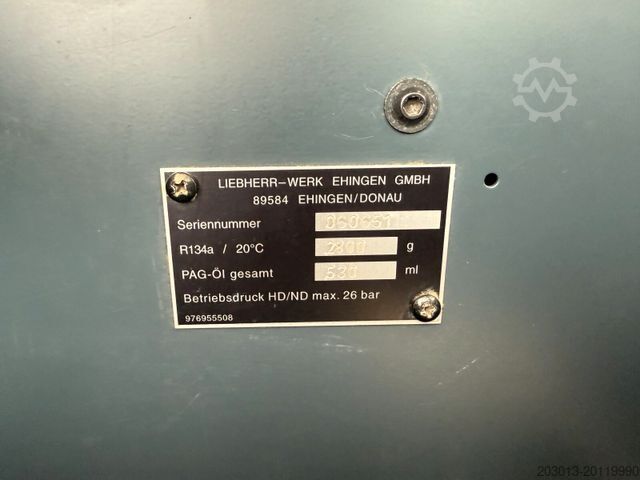 LIEBHERR-WERK EHINGEN GMBH
89584 EHINGEN/DONAU
Seriennummer
R134a / 20°C g
PAG-Öl gesamt 530 ml
Betriebsdruck HD/ND max. 26 bar
976955508
203013-20119990